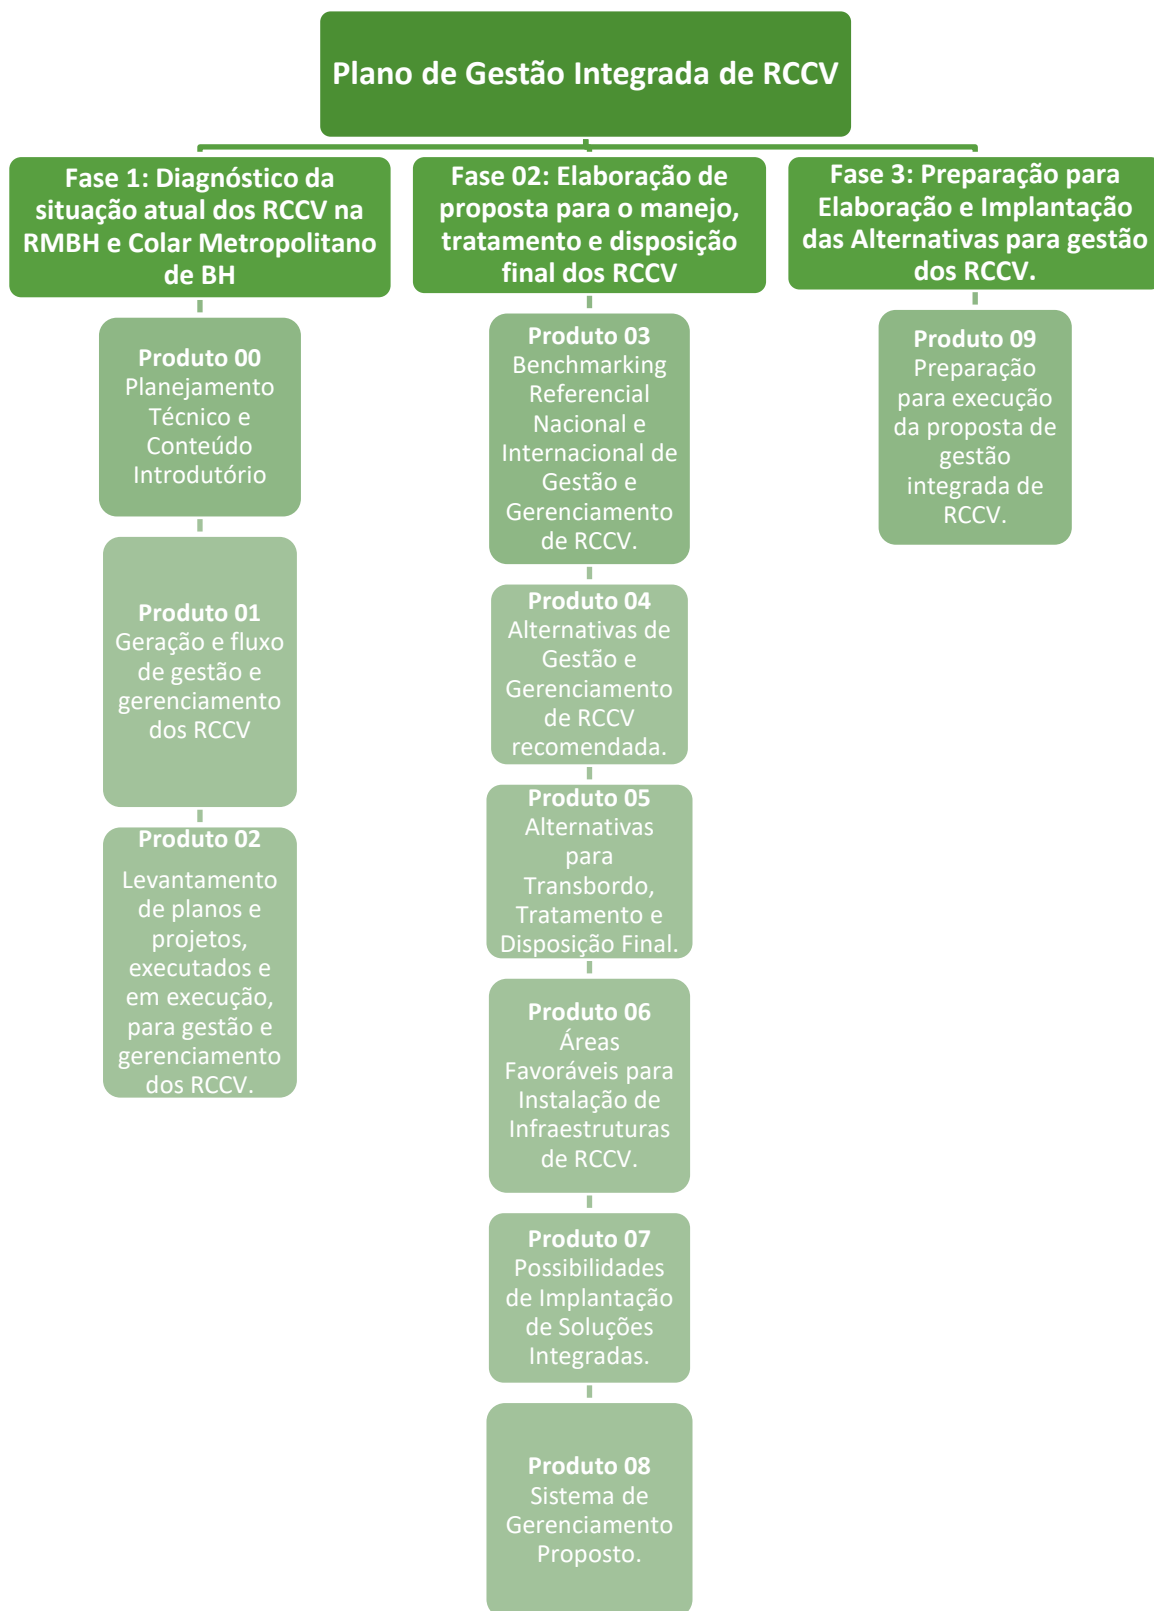 Plano de Gestão Integrada de RCCV
Fase 1: Diagnóstico da
situação atual dos RCCV na
RMBH e Colar Metropolitano
de BH
Produto 00
Planejamento
Técnico e
Conteúdo
Introdutório
Produto 01
Geração e fluxo
de gestão e
gerenciamento
dos RCCV
Produto 02
Levantamento
de planos e
projetos,
executados e
em execução,
para gestão e
gerenciamento
dos RCCV.
Fase 02: Elaboração de
proposta para o manejo,
tratamento e disposição
final dos RCCV
Produto 03
Benchmarking
Referencial
Nacional e
Internacional de
Gestão e
Gerenciamento
de RCCV.
Produto 04
Alternativas de
Gestão e
Gerenciamento
de RCCV
recomendada.
Produto 05
Alternativas
para
Transbordo,
Tratamento e
Disposição Final.
Produto 06
Áreas
Favoráveis para
Instalação de
Infraestruturas
de RCCV.
Produto 07
Possibilidades
de Implantação
de Soluções
Integradas.
Produto 08
Sistema de
Gerenciamento
Proposto.
Fase 3: Preparação para
Elaboração e Implantação
das Alternativas para gestão
dos RCCV.
Produto 09
Preparação
para execução
da proposta de
gestão
integrada de
RCCV.